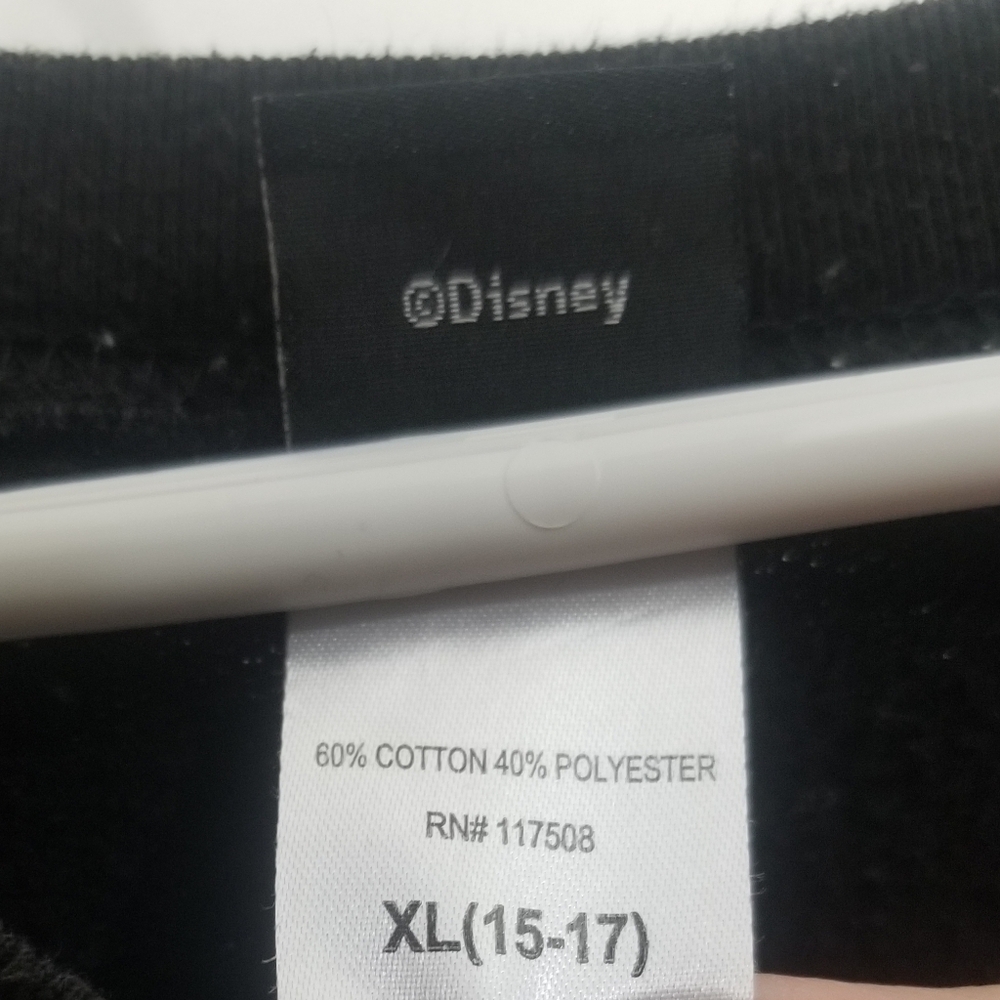 ©Disney
60% COTTON 40% POLYESTER
RN# 117508
XL(15-17)